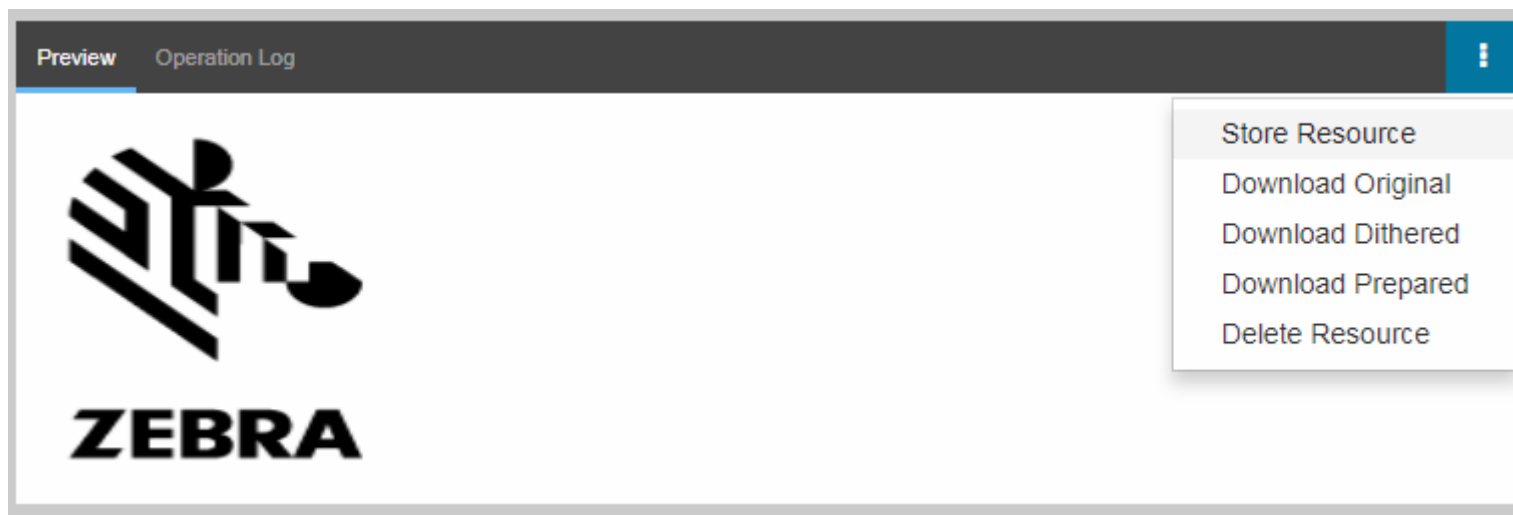 Preview Operation Log
Store Resource
Download Original
Download Dithered
Download Prepared
Delete Resource
ZEBRA